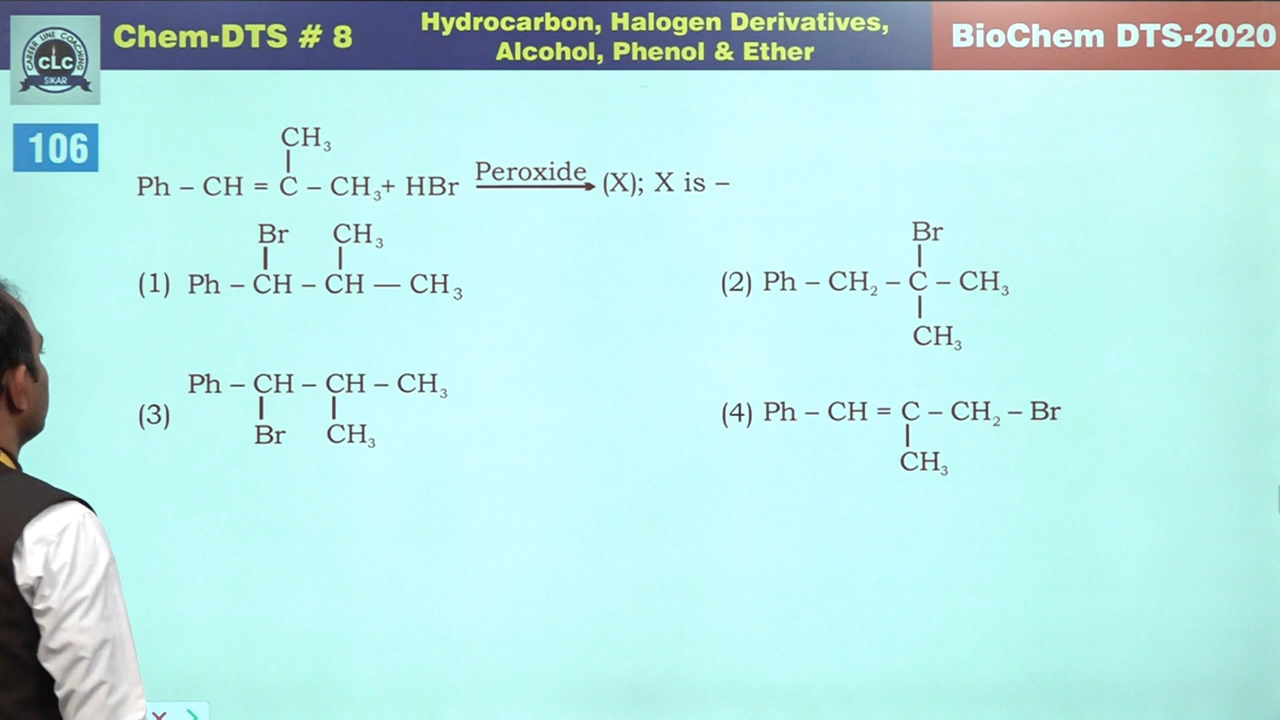 CAREER LINE COACHING
CLC
SIKAR
Chem-DTS # 8
Hydrocarbon, Halogen Derivatives,
Alcohol, Phenol & Ether
BioChem DTS-2020
106
CH₃
|
Ph – CH = C – CH₃+ HBr Peroxide (X); X is –
Br CH₃
| |
(1) Ph – CH – CH — CH₃
Br
|
(2) Ph – CH₂ – C – CH₃
|
CH₃
(3) Ph – CH – CH – CH₃
| |
Br CH₃
(4) Ph – CH = C – CH₂ – Br
|
CH₃